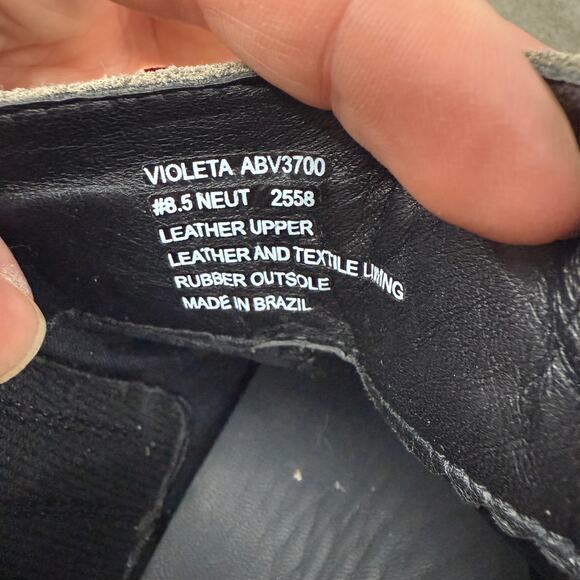 VIOLETA ABV3700
#8.5 NEUT 2558
LEATHER UPPER
LEATHER AND TEXTILE LINING
RUBBER OUTSOLE
MADE IN BRAZIL